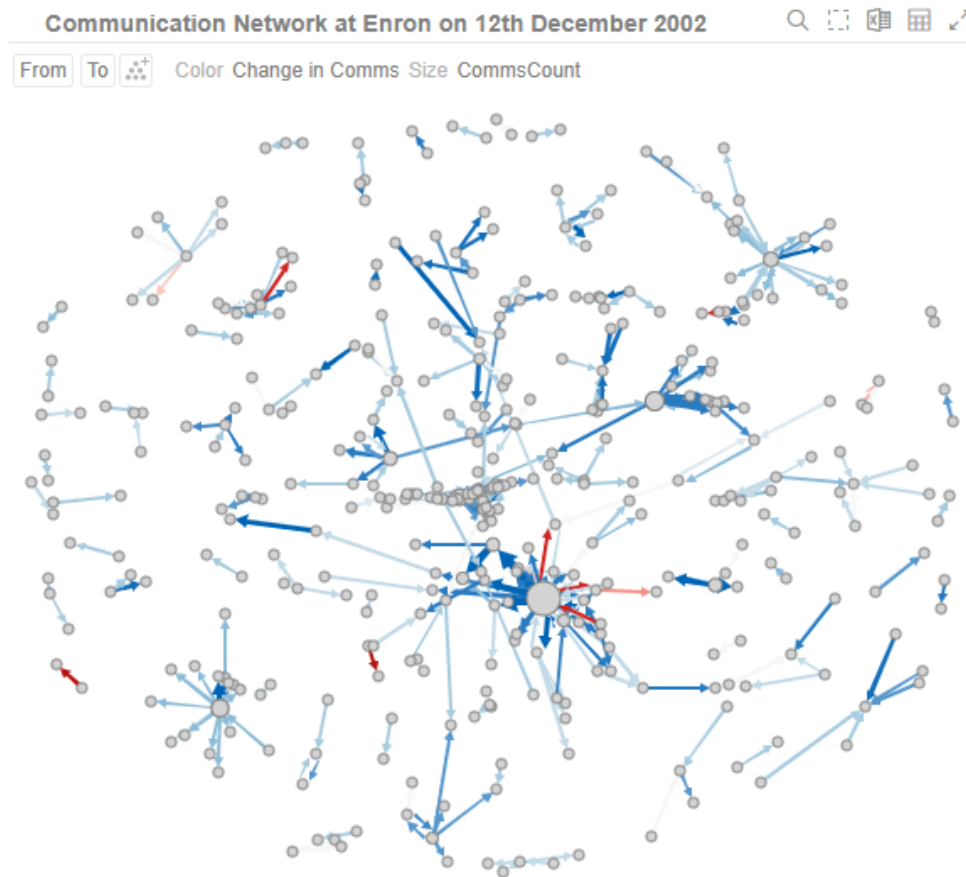 Communication Network at Enron on 12th December 2002
From To Color Change in Comms Size CommsCount